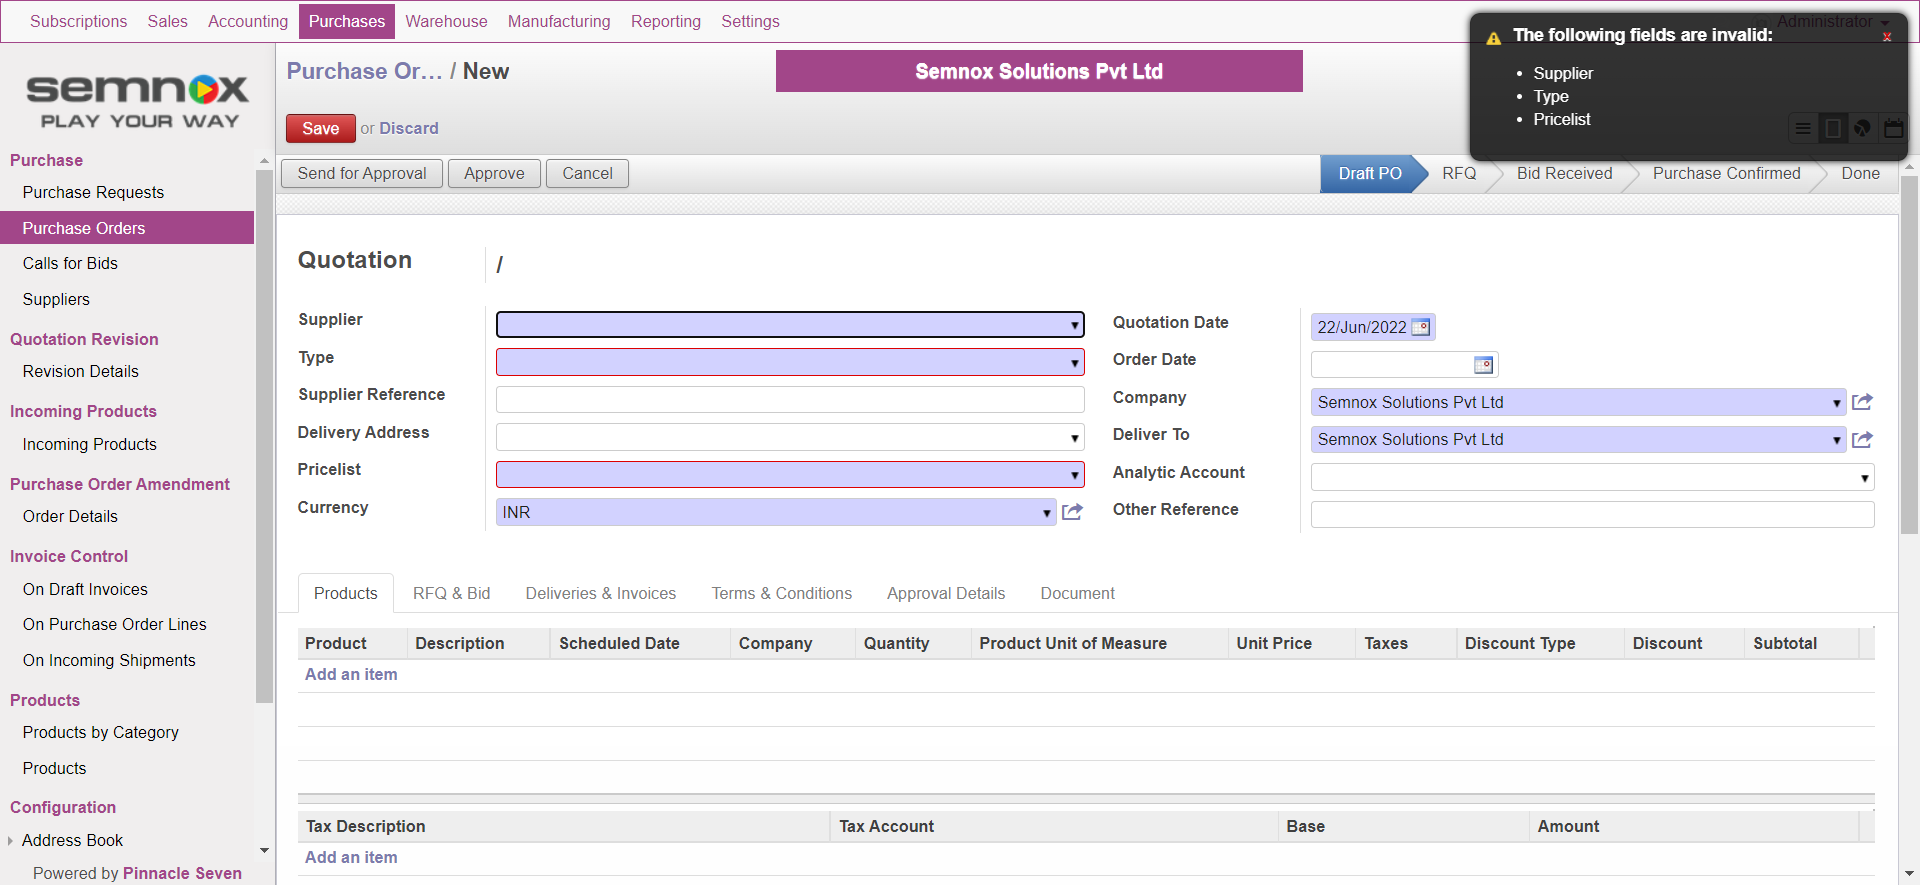 Subscriptions Sales Accounting Purchases Warehouse Manufacturing Reporting Settings Administrator
The following fields are invalid: x
• Supplier
• Type
• Pricelist
semnox
PLAY YOUR WAY
Purchase Or... / New
Semnox Solutions Pvt Ltd
Save or Discard
Send for Approval Approve Cancel
Draft PO RFQ Bid Received Purchase Confirmed Done
Purchase
Purchase Requests
Purchase Orders
Calls for Bids
Suppliers
Quotation Revision
Revision Details
Incoming Products
Incoming Products
Purchase Order Amendment
Order Details
Invoice Control
On Draft Invoices
On Purchase Order Lines
On Incoming Shipments
Products
Products by Category
Products
Configuration
Address Book
Powered by Pinnacle Seven
Quotation /
Supplier
Type
Supplier Reference
Delivery Address
Pricelist
Currency INR
Quotation Date 22/Jun/2022
Order Date
Company Semnox Solutions Pvt Ltd
Deliver To Semnox Solutions Pvt Ltd
Analytic Account
Other Reference
Products RFQ & Bid Deliveries & Invoices Terms & Conditions Approval Details Document
Product Description Scheduled Date Company Quantity Product Unit of Measure Unit Price Taxes Discount Type Discount Subtotal
Add an item
Tax Description Tax Account Base Amount
Add an item